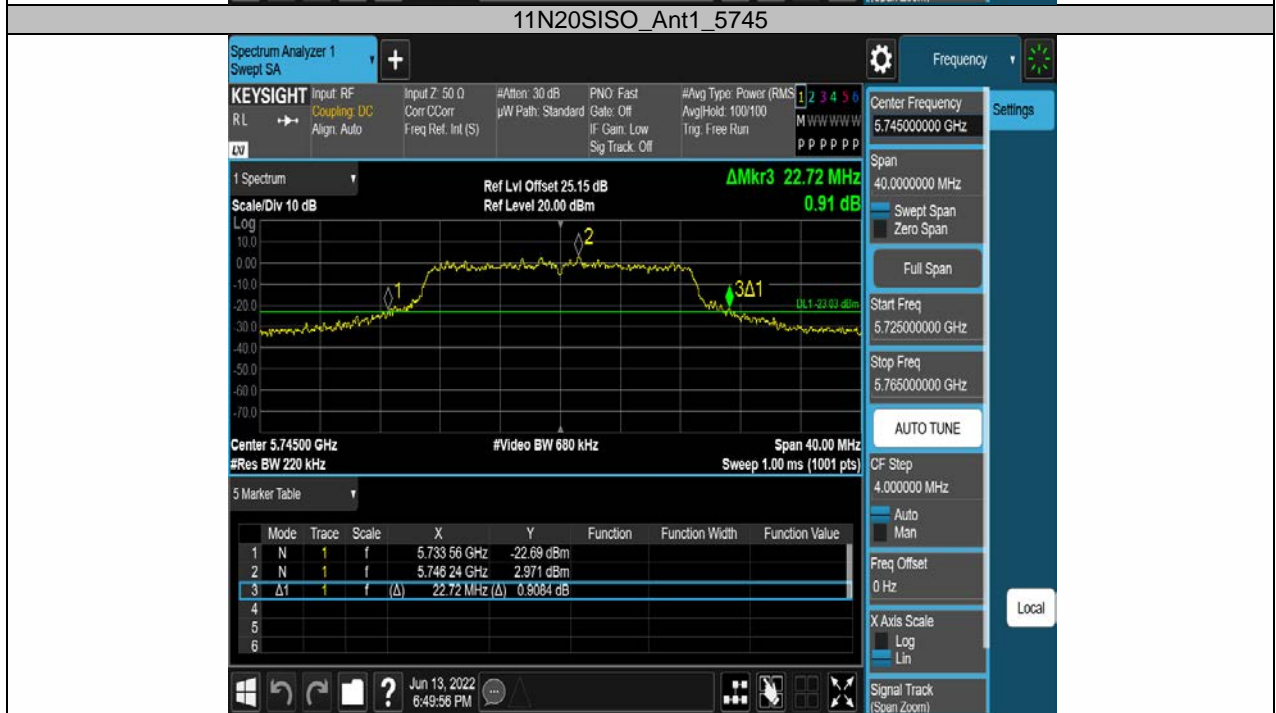 11N20SISO_Ant1_5745
Spectrum Analyzer 1
Swept SA
+
Frequency
KEYSIGHT
RL
LXI
Input: RF
Coupling: DC
Align: Auto
Input Z: 50 Ω
Corr CCorr
Freq Ref: Int (S)
#Atten: 30 dB
µW Path: Standard
PNO: Fast
Gate: Off
IF Gain: Low
Sig Track: Off
#Avg Type: Power (RMS
Avg|Hold: 100/100
Trig: Free Run
1 2 3 4 5 6
M W W W W W
P P P P P P
1 Spectrum
Scale/Div 10 dB
Ref Lvl Offset 25.15 dB
Ref Level 20.00 dBm
ΔMkr3 22.72 MHz
0.91 dB
Log
10.0
0.00
-10.0
-20.0
-30.0
-40.0
-50.0
-60.0
-70.0
1
2
3Δ1
DL1 -23.03 dBm
Center 5.74500 GHz
#Video BW 680 kHz
Span 40.00 MHz
#Res BW 220 kHz
Sweep 1.00 ms (1001 pts)
5 Marker Table
Mode Trace Scale X Y Function Function Width Function Value
1 N 1 f 5.733 56 GHz -22.69 dBm
2 N 1 f 5.746 24 GHz 2.971 dBm
3 Δ1 1 f (Δ) 22.72 MHz (Δ) 0.9084 dB
4
5
6
Jun 13, 2022
6:49:56 PM
Center Frequency
5.745000000 GHz
Settings
Span
40.0000000 MHz
Swept Span
Zero Span
Full Span
Start Freq
5.725000000 GHz
Stop Freq
5.765000000 GHz
AUTO TUNE
CF Step
4.000000 MHz
Auto
Man
Freq Offset
0 Hz
X Axis Scale
Log
Lin
Local
Signal Track
(Span Zoom)